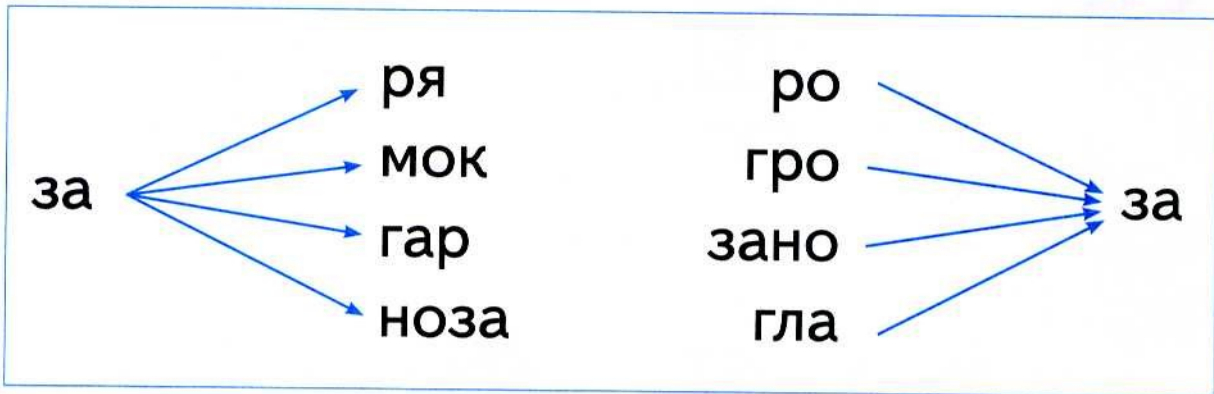 за
ря
мок
гар
ноза
ро
гро
зано
гла
за